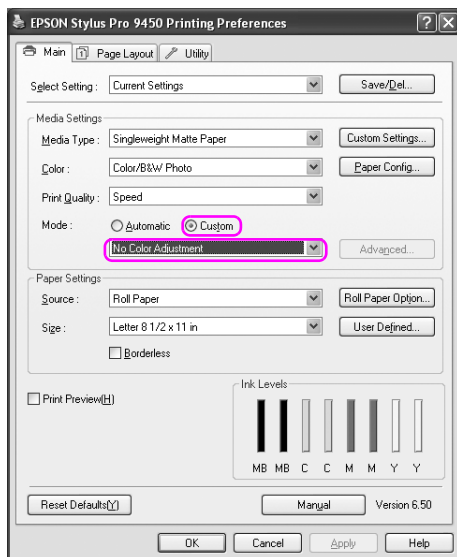 EPSON Stylus Pro 9450 Printing Preferences
Main Page Layout Utility
Select Setting : Current Settings Save/Del...
Media Settings
Media Type : Singleweight Matte Paper Custom Settings...
Color : Color/B&W Photo Paper Config...
Print Quality : Speed
Mode : Automatic Custom
No Color Adjustment Advanced...
Paper Settings
Source : Roll Paper Roll Paper Option...
Size : Letter 8 1/2 x 11 in User Defined...
Borderless
Print Preview(H)
Ink Levels
MB MB C C M M Y Y
Reset Defaults(Y) Manual Version 6.50
OK Cancel Apply Help